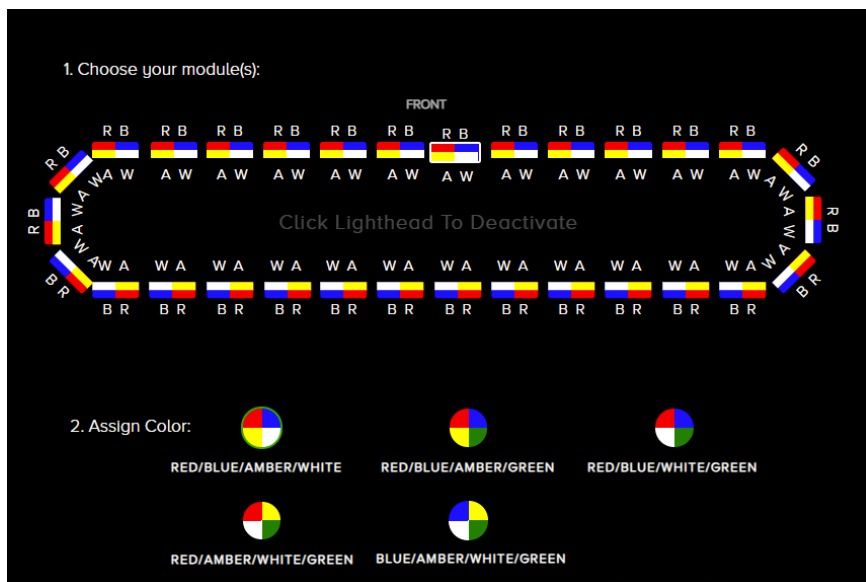 1. Choose your module(s):
FRONT
R B R B R B R B R B R B R B R B R B R B R B R B
R B R B
A W A W A W A W A W A W A W A W A W A W A W A W
A W A W
R B R B
A W A W
Click Lighthead To Deactivate
W A W A
W A W A W A W A W A W A W A W A W A W A W A W A
B R B R
B R B R B R B R B R B R B R B R B R B R B R B R
2. Assign Color:
RED/BLUE/AMBER/WHITE
RED/BLUE/AMBER/GREEN
RED/BLUE/WHITE/GREEN
RED/AMBER/WHITE/GREEN
BLUE/AMBER/WHITE/GREEN